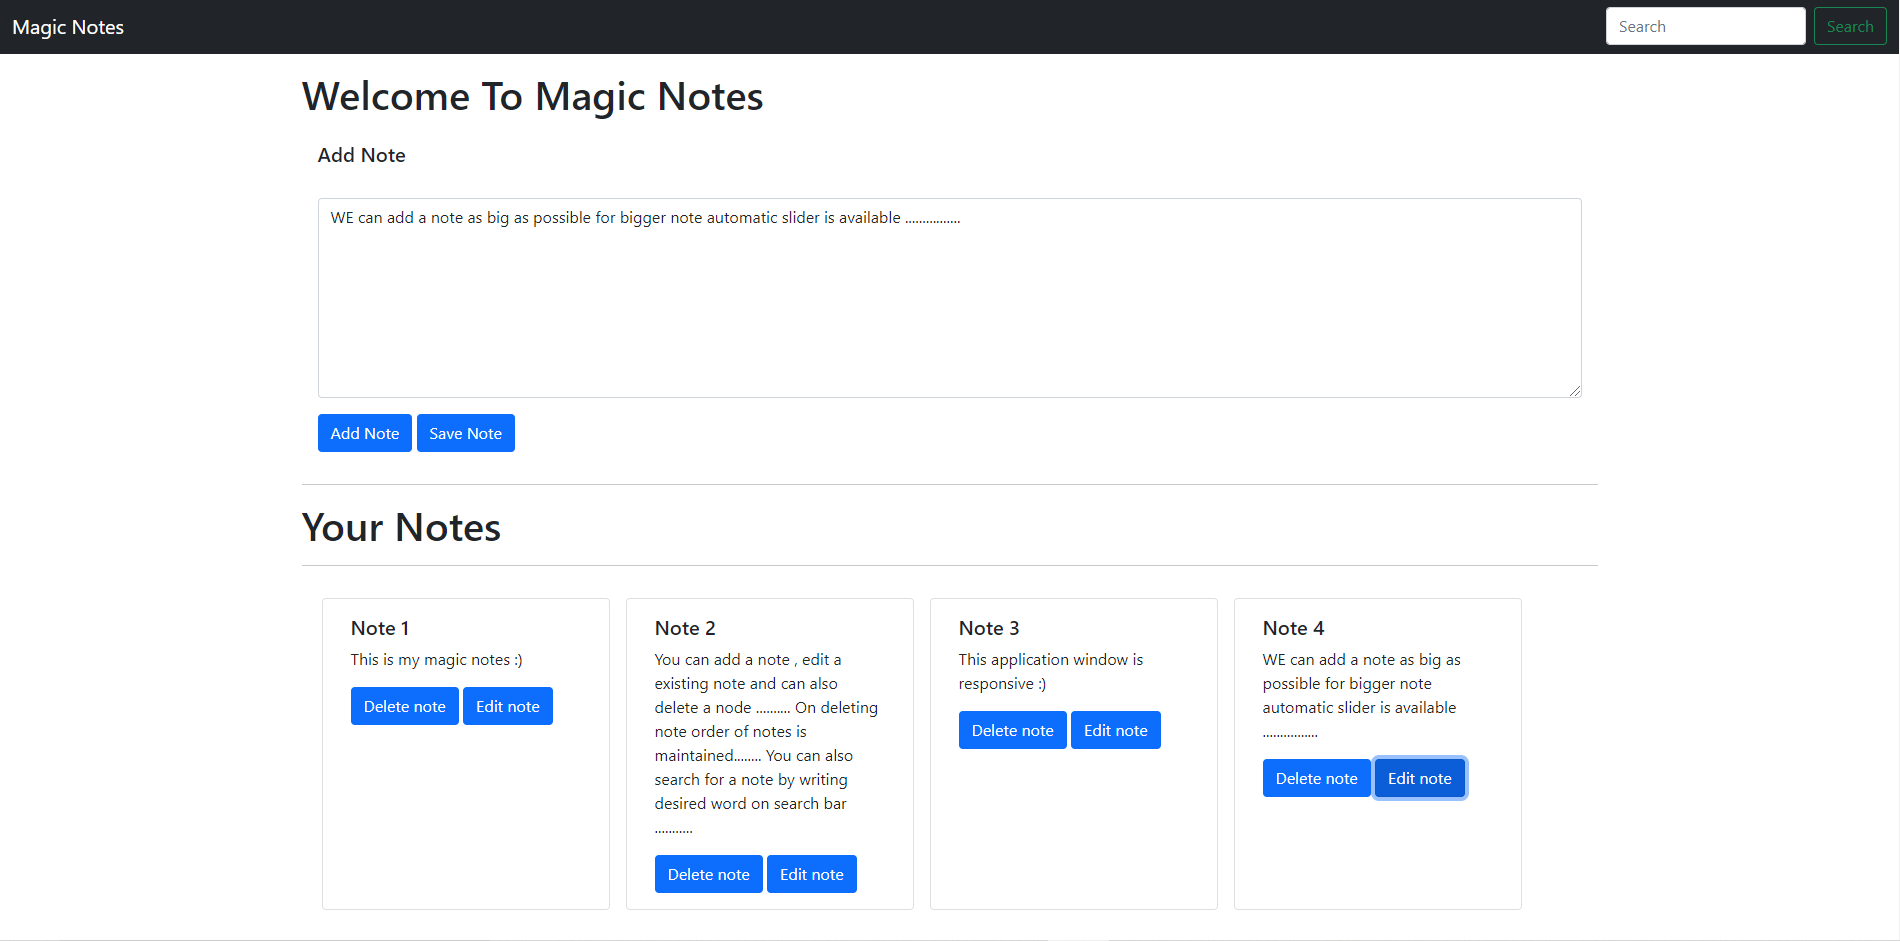 Magic Notes
Search
Search
Welcome To Magic Notes
Add Note
WE can add a note as big as possible for bigger note automatic slider is available ................
Add Note
Save Note
Your Notes
Note 1
This is my magic notes :)
Delete note
Edit note
Note 2
You can add a note , edit a
existing note and can also
delete a node .......... On deleting
note order of notes is
maintained........ You can also
search for a note by writing
desired word on search bar
...........
Delete note
Edit note
Note 3
This application window is
responsive :)
Delete note
Edit note
Note 4
WE can add a note as big as
possible for bigger note
automatic slider is available
................
Delete note
Edit note